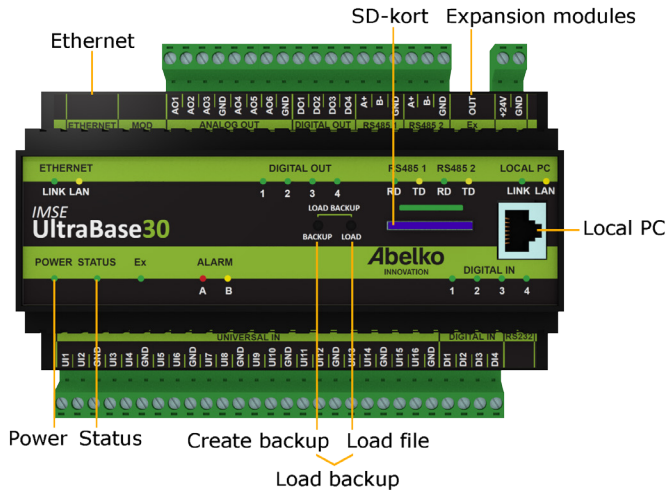 SD-kort Expansion modules
Ethernet
AO1 AO2 AO3 GND AO4 AO5 AO6 GND DO1 DO2 DO3 DO4 A+ B- GND A+ B- GND OUT +24V GND
ETHERNET MOD ANALOG OUT DIGITAL OUT RS485 1 RS485 2 Ex
ETHERNET DIGITAL OUT RS485 1 RS485 2 LOCAL PC
LINK LAN 1 2 3 4 RD TD RD TD LINK LAN
IMSE
UltraBase30
LOAD BACKUP
BACKUP LOAD
Local PC
POWER STATUS Ex ALARM
A B
Abelko
INNOVATION
DIGITAL IN
1 2 3 4
UNIVERSAL IN DIGITAL IN RS232
UI1 UI2 GND UI3 UI4 GND UI5 UI6 GND UI7 UI8 GND UI9 UI10 GND UI11 UI12 GND UI13 UI14 GND UI15 UI16 GND DI1 DI2 DI3 DI4
Power Status Create backup Load file
Load backup